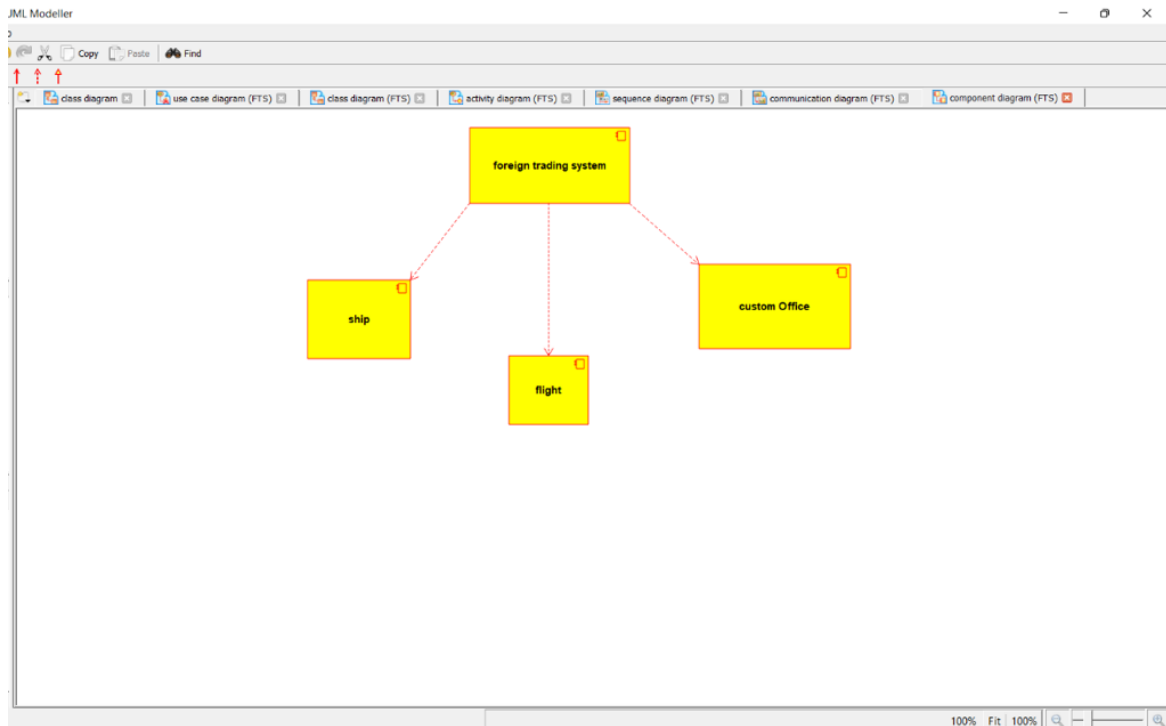 UML Modeller
Copy Paste Find
class diagram use case diagram (FTS) class diagram (FTS) activity diagram (FTS) sequence diagram (FTS) communication diagram (FTS) component diagram (FTS)
foreign trading system
custom Office
ship
flight
100% Fit 100%